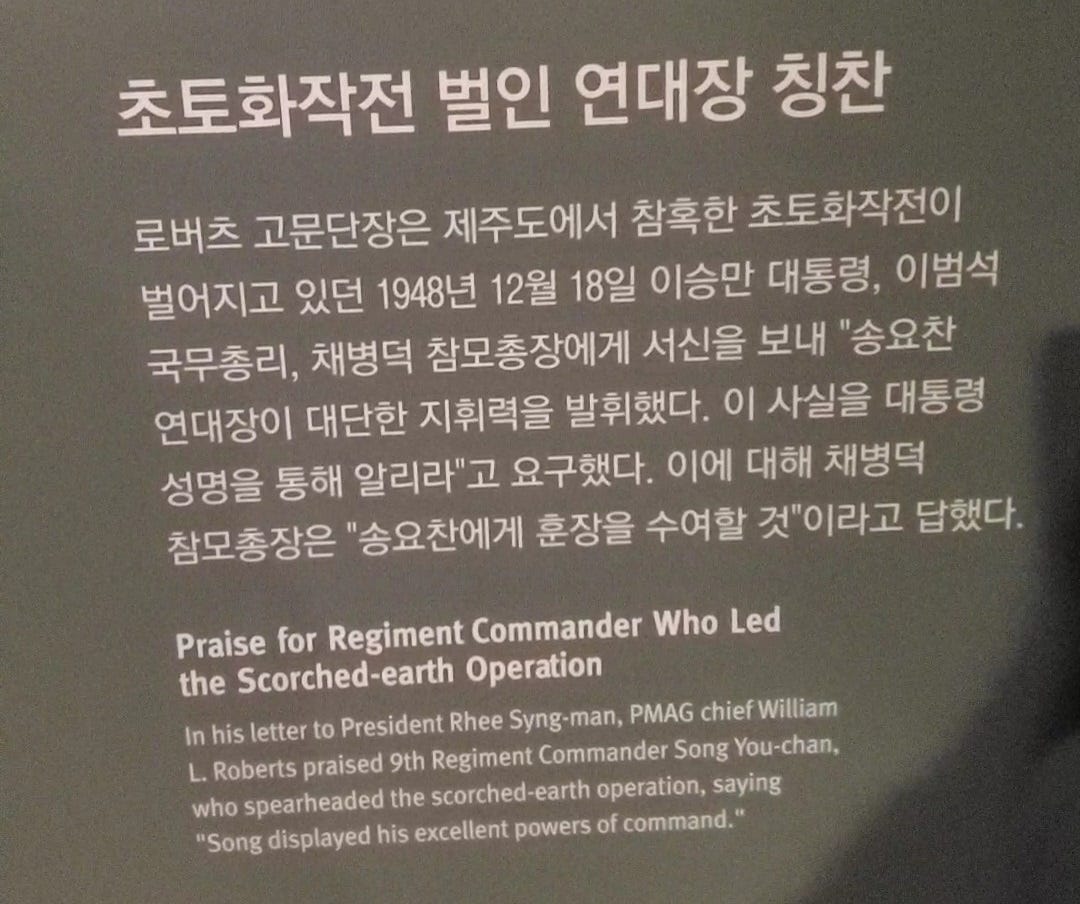 초토화작전 벌인 연대장 칭찬
로버츠 고문단장은 제주도에서 참혹한 초토화작전이
벌어지고 있던 1948년 12월 18일 이승만 대통령, 이범석
국무총리, 채병덕 참모총장에게 서신을 보내 "송요찬
연대장이 대단한 지휘력을 발휘했다. 이 사실을 대통령
성명을 통해 알리라"고 요구했다. 이에 대해 채병덕
참모총장은 "송요찬에게 훈장을 수여할 것"이라고 답했다.
Praise for Regiment Commander Who Led
the Scorched-earth Operation
In his letter to President Rhee Syng-man, PMAG chief William
L. Roberts praised 9th Regiment Commander Song You-chan,
who spearheaded the scorched-earth operation, saying
"Song displayed his excellent powers of command."